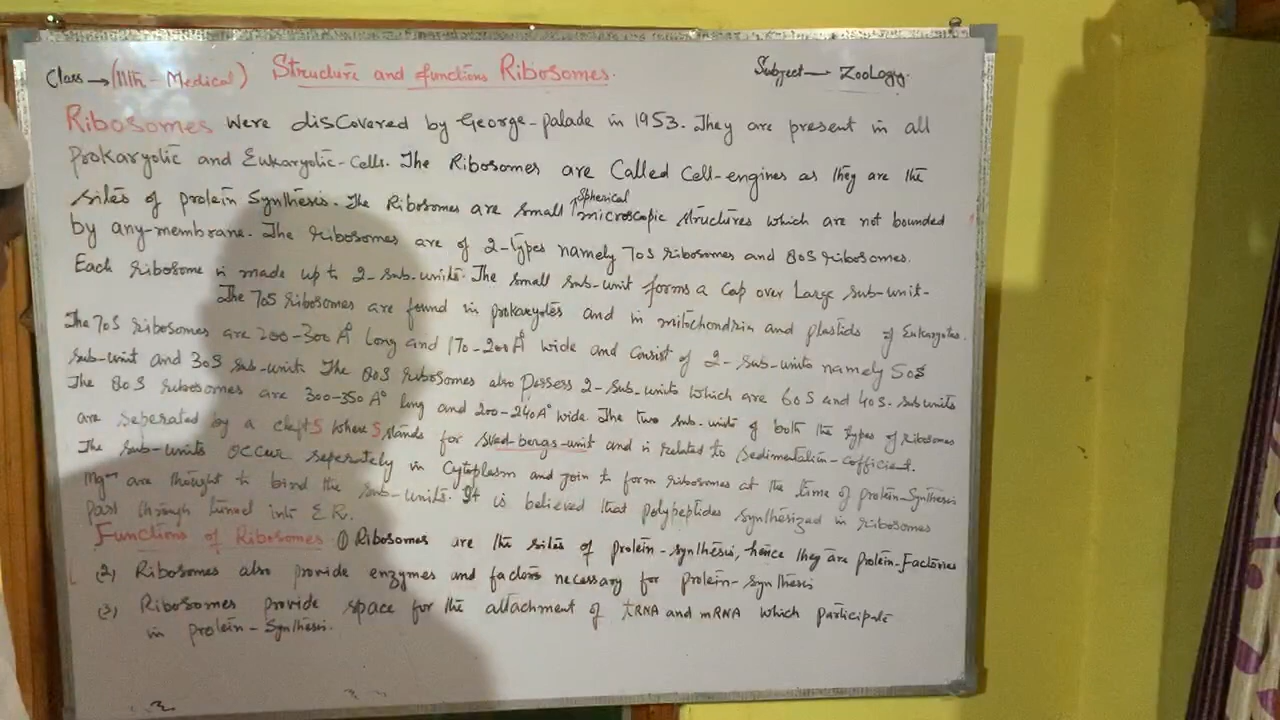 Class → (11th - Medical) Structure and functions Ribosomes. Subject — Zoology.
Ribosomes were discovered by George-palade in 1953. They are present in all
Prokaryotic and Eukaryotic-Cells. The Ribosomes are Called Cell-engines as they are the
sites of protein Synthesis. The Ribosomes are small ↑Spherical microscopic structures which are not bounded
by any-membrane. The ribosomes are of 2-types namely 70S ribosomes and 80S ribosomes.
Each ribosome is made up to 2-sub-units. The small sub-unit forms a Cap over Large sub-unit-
The 70S ribosomes are found in prokaryotes and in mitochondria and plastids of Eukaryotes.
The 70S ribosomes are 200-300 A° Long and 170-200A° wide and Consist of 2- sub-units namely 50S
sub-unit and 30S sub-unit. The 80S ribosomes also Possess 2-sub-units which are 60S and 40S-subunits
The 80S ribosomes are 300-350 A° long and 200-240A° wide. The two sub-units of both the types of ribosomes
are seperated by a cleft S where S stands for sved-bergs-unit and is related to Sedimentation-cofficient.
The sub-units occur seperately in Cytoplasm and join to form ribosomes at the time of protein-synthesis
Mg⁺⁺ are thought to bind the sub-units. It is believed that polypeptides synthesized in ribosomes
Past through tunnel into E R.
Functions of Ribosomes ① Ribosomes are the sites of protein-synthesis, hence they are Protein-Factories
(2) Ribosomes also provide enzymes and factors necessary for protein-synthesis
(3) Ribosomes provide space for the attachment of tRNA and mRNA which participate
in protein-Synthesis.